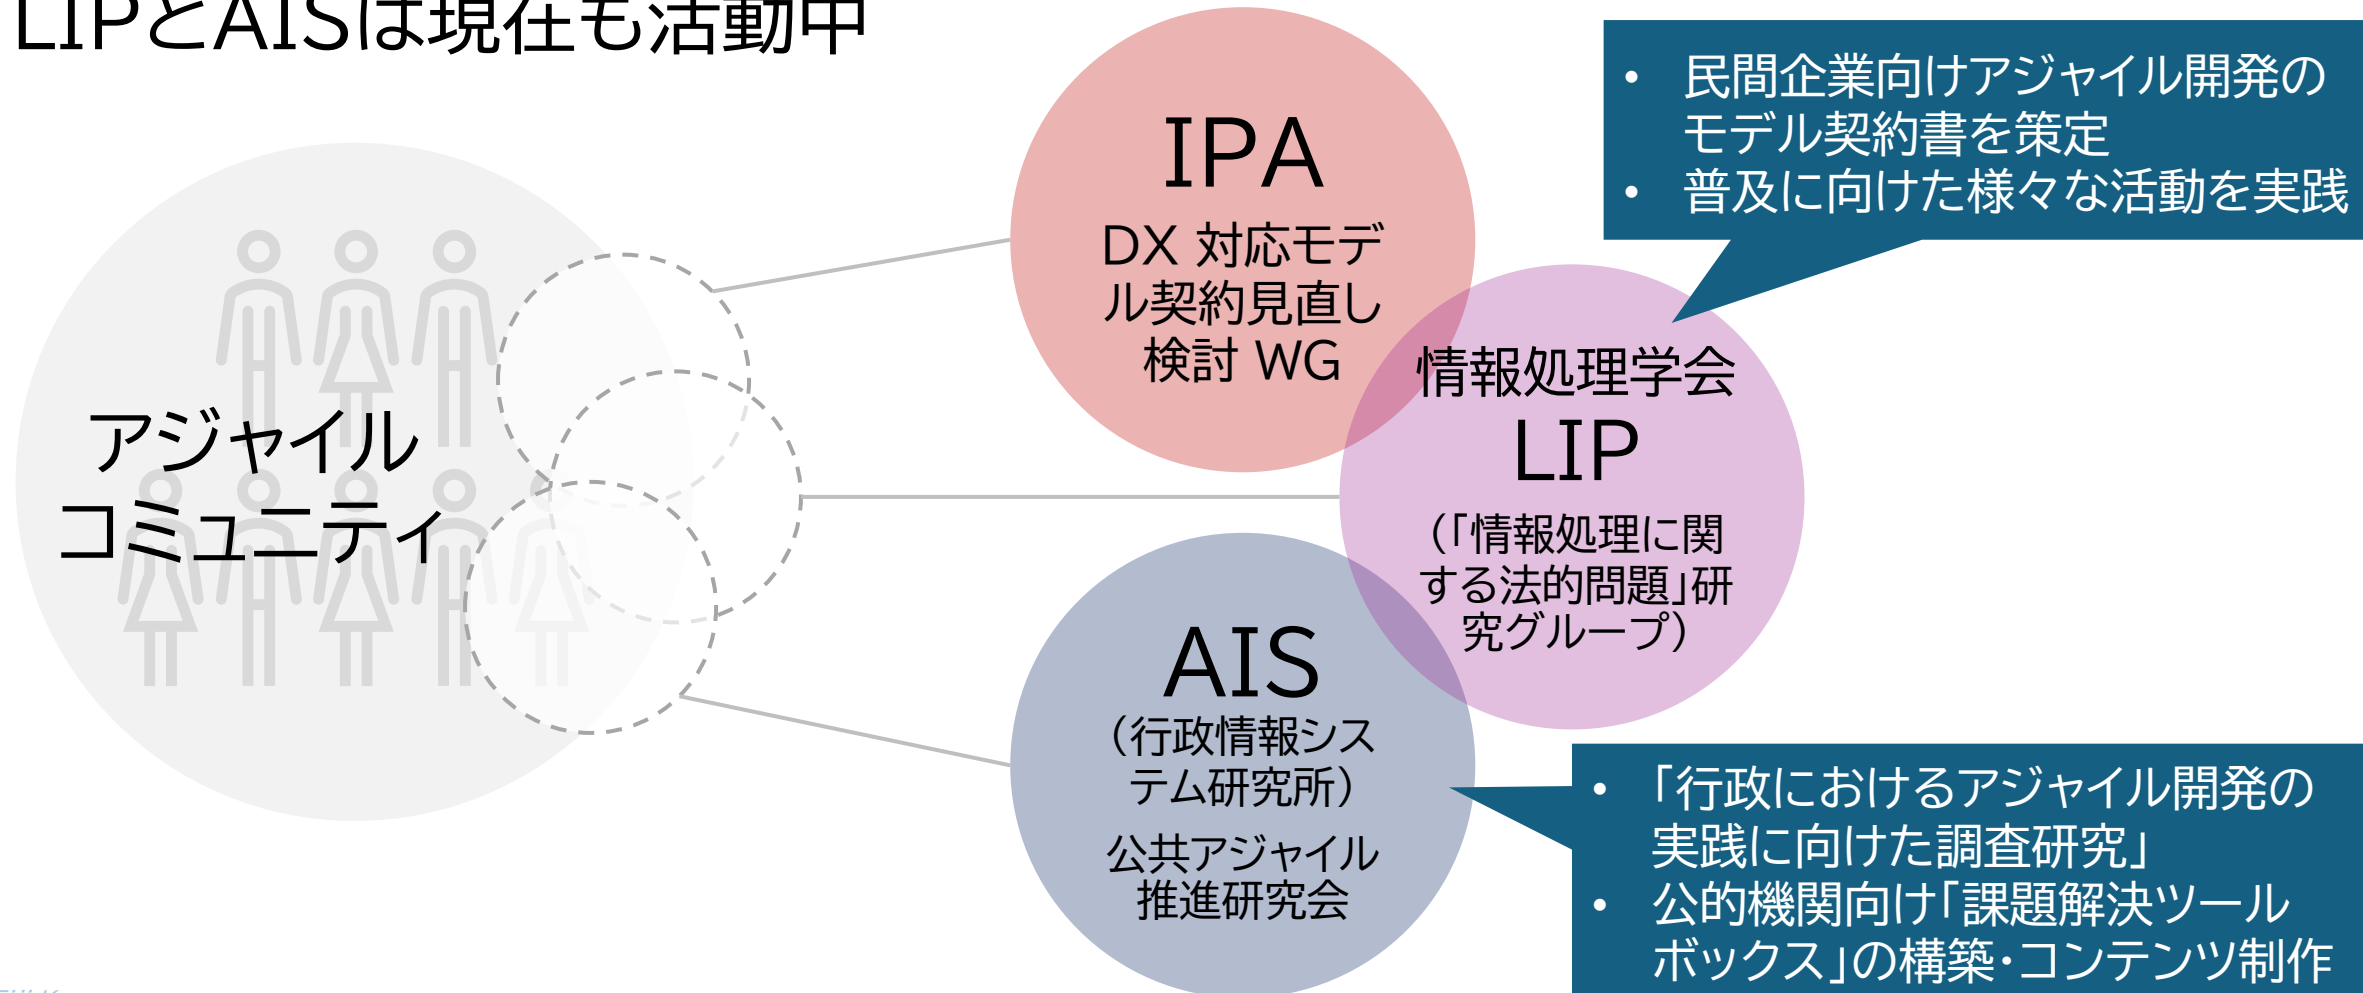 LIPとAISは現在も活動中
アジャイル
コミュニティ
IPA
DX 対応モデ
ル契約見直し
検討 WG
• 民間企業向けアジャイル開発の
モデル契約書を策定
• 普及に向けた様々な活動を実践
情報処理学会
LIP
（「情報処理に関
する法的問題」研
究グループ）
AIS
（行政情報シス
テム研究所）
公共アジャイル
推進研究会
• 「行政におけるアジャイル開発の
実践に向けた調査研究」
• 公的機関向け「課題解決ツール
ボックス」の構築・コンテンツ制作